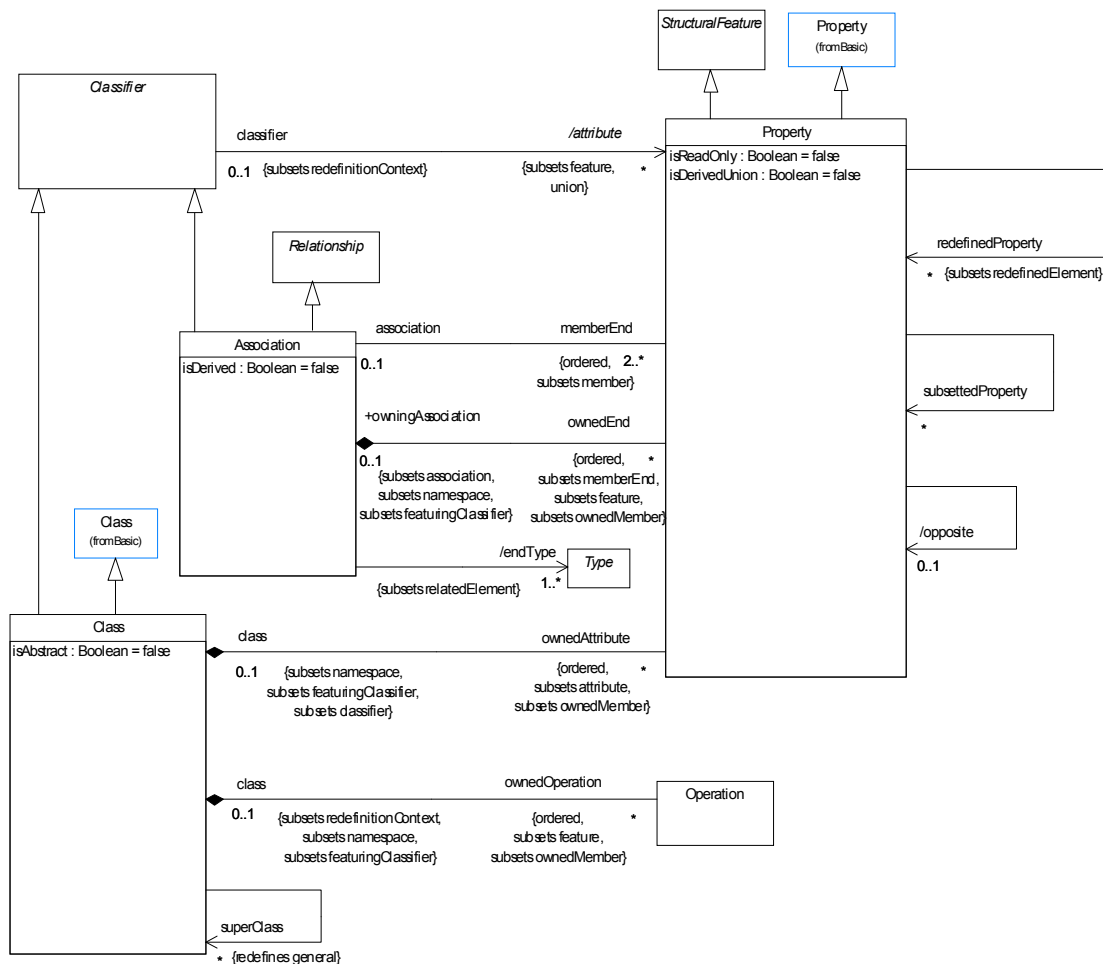 StructuralFeature
Property
(from Basic)
Classifier
classifier
/attribute
0..1
{subsets redefinitionContext}
{subsets feature,
union}
*
Property
isReadOnly : Boolean = false
isDerivedUnion : Boolean = false
redefinedProperty
*
{subsets redefinedElement}
Relationship
association
memberEnd
0..1
{ordered,
subsets member}
2..*
Association
isDerived : Boolean = false
subsettedProperty
*
+owningAssociation
ownedEnd
0..1
{subsets association,
subsets namespace,
subsets featuringClassifier}
{ordered,
subsets memberEnd,
subsets feature,
subsets ownedMember}
*
/opposite
0..1
Class
(from Basic)
/endType
{subsets relatedElement}
1..*
Type
Class
isAbstract : Boolean = false
class
ownedAttribute
0..1
{subsets namespace,
subsets featuringClassifier,
subsets classifier}
{ordered,
subsets attribute,
subsets ownedMember}
*
class
ownedOperation
0..1
{subsets redefinitionContext,
subsets namespace,
subsets featuringClassifier}
{ordered,
subsets feature,
subsets ownedMember}
*
Operation
superClass
*
{redefines general}